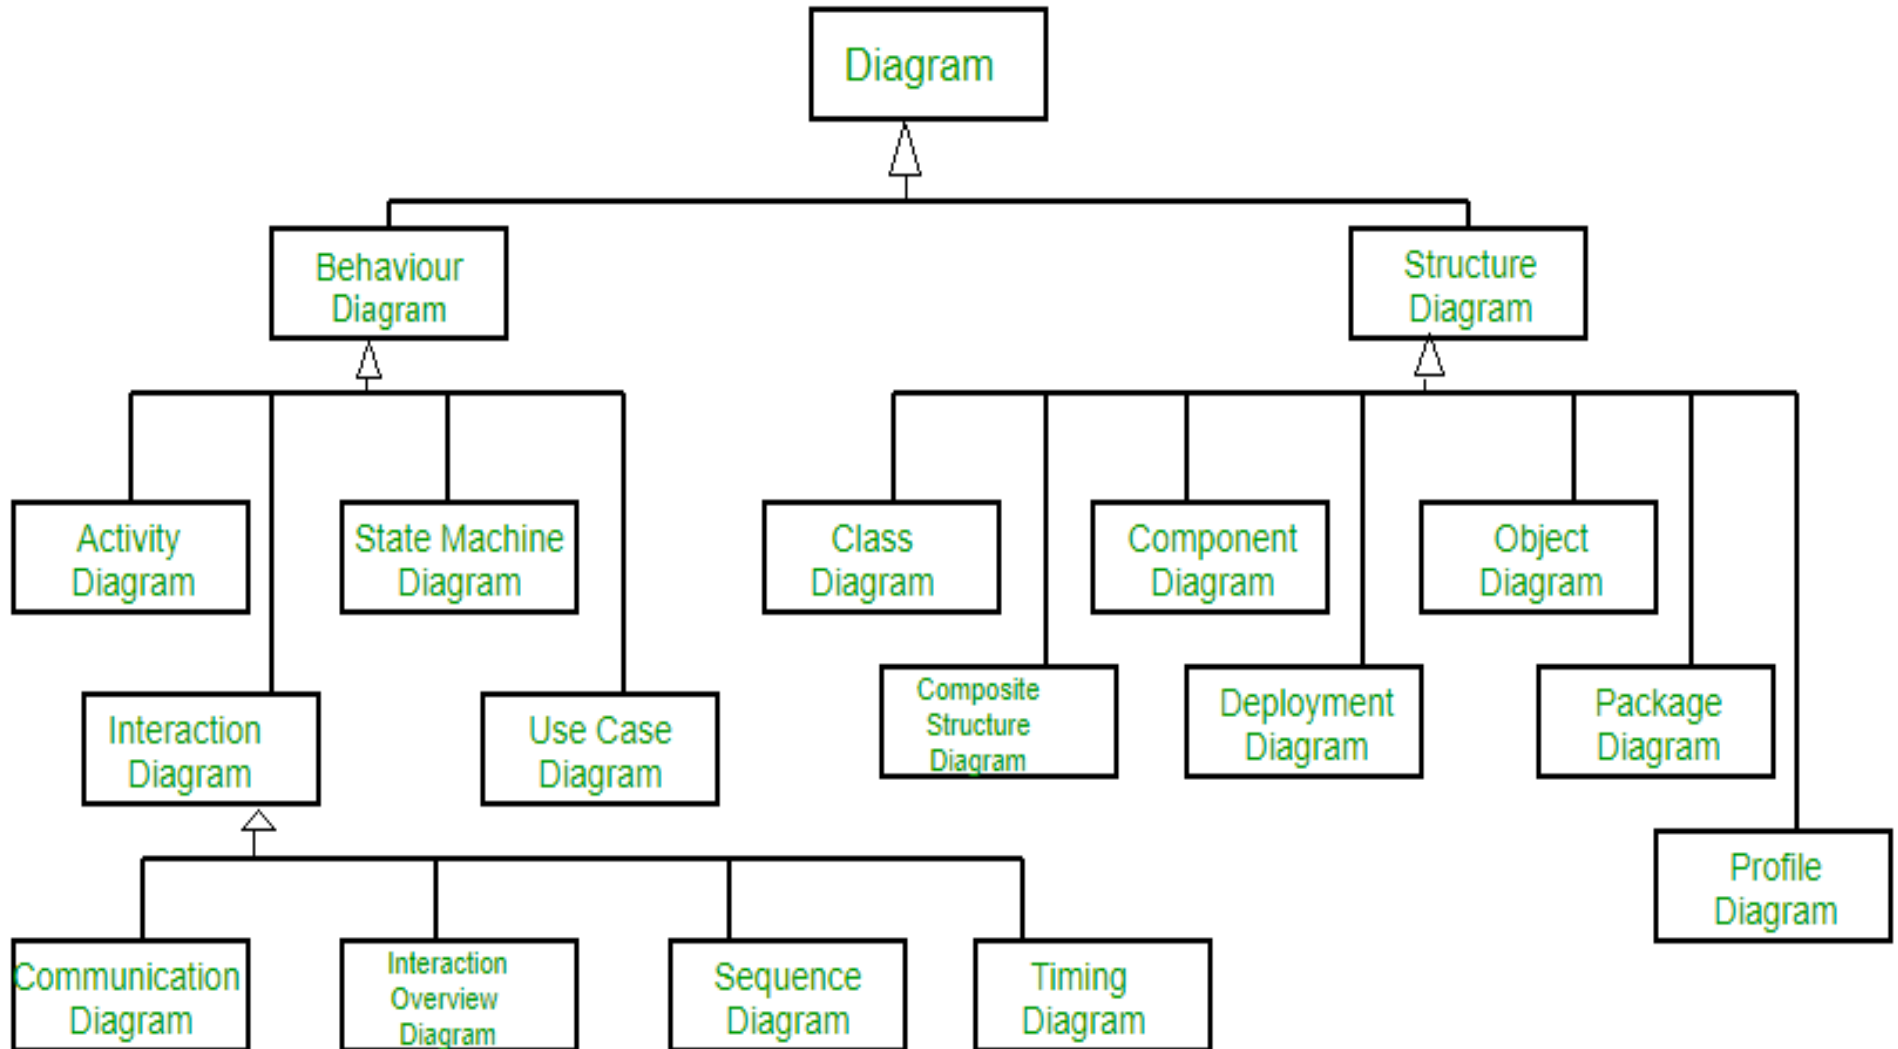 Diagram
Behaviour
Diagram
Structure
Diagram
Activity
Diagram
State Machine
Diagram
Class
Diagram
Component
Diagram
Object
Diagram
Interaction
Diagram
Use Case
Diagram
Composite
Structure
Diagram
Deployment
Diagram
Package
Diagram
Profile
Diagram
Communication
Diagram
Interaction
Overview
Diagram
Sequence
Diagram
Timing
Diagram